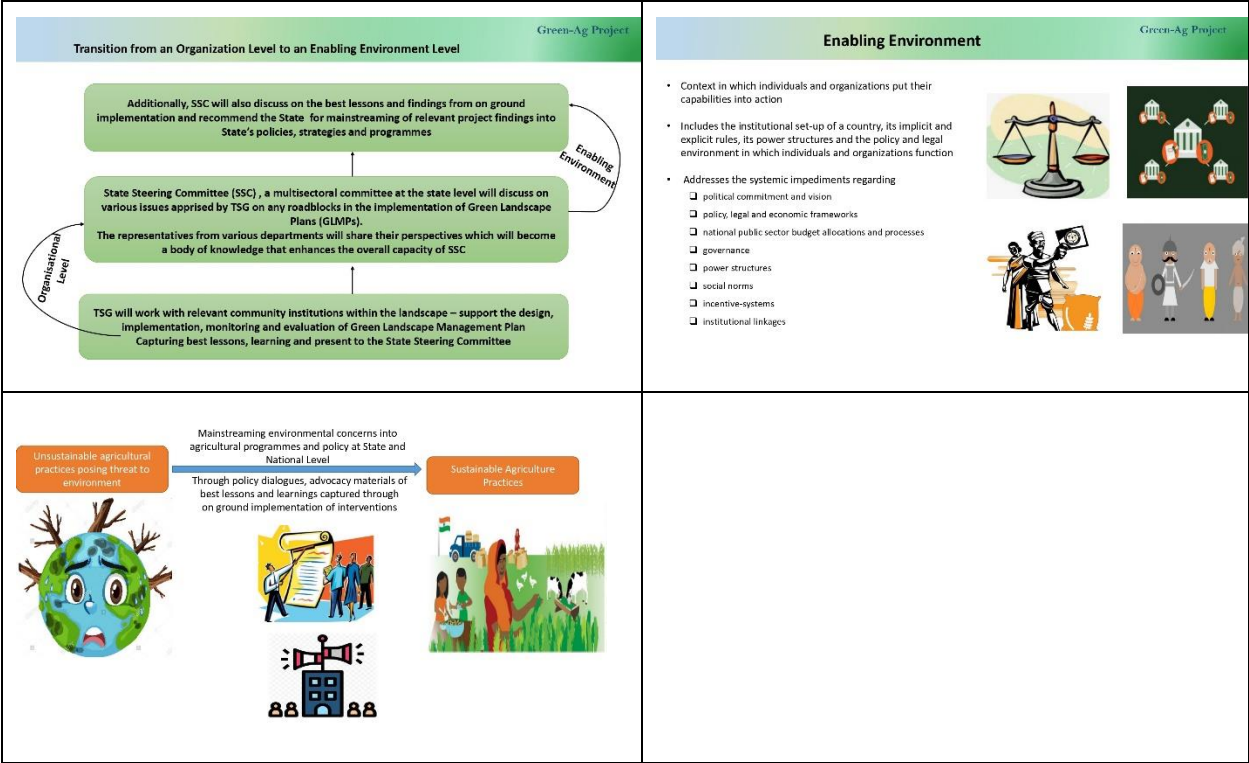 Green-Ag Project
Transition from an Organization Level to an Enabling Environment Level
Additionally, SSC will also discuss on the best lessons and findings from on ground
implementation and recommend the State for mainstreaming of relevant project findings into
State's policies, strategies and programmes
Enabling
Environment
State Steering Committee (SSC) , a multisectoral committee at the state level will discuss on
various issues apprised by TSG on any roadblocks in the implementation of Green Landscape
Plans (GLMPs).
The representatives from various departments will share their perspectives which will become
a body of knowledge that enhances the overall capacity of SSC
Organisational
Level
TSG will work with relevant community institutions within the landscape – support the design,
implementation, monitoring and evaluation of Green Landscape Management Plan
Capturing best lessons, learning and present to the State Steering Committee
Green-Ag Project
Enabling Environment
• Context in which individuals and organizations put their
capabilities into action
• Includes the institutional set-up of a country, its implicit and
explicit rules, its power structures and the policy and legal
environment in which individuals and organizations function
• Addresses the systemic impediments regarding
❑ political commitment and vision
❑ policy, legal and economic frameworks
❑ national public sector budget allocations and processes
❑ governance
❑ power structures
❑ social norms
❑ incentive-systems
❑ institutional linkages
Unsustainable agricultural
practices posing threat to
environment
Mainstreaming environmental concerns into
agricultural programmes and policy at State and
National Level
Through policy dialogues, advocacy materials of
best lessons and learnings captured through
on ground implementation of interventions
Sustainable Agriculture
Practices